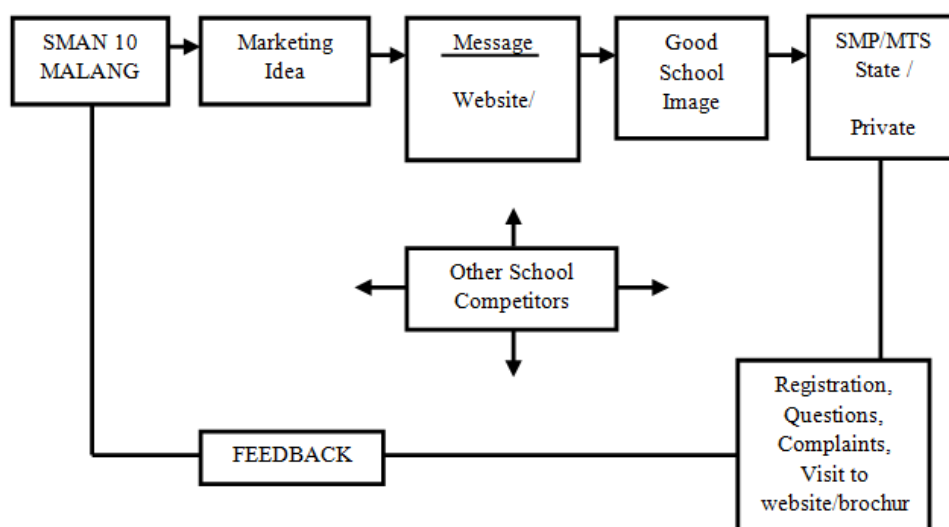 SMAN 10
MALANG
Marketing
Idea
Message
Website/
Good
School
Image
SMP/MTS
State /
Private
Other School
Competitors
Registration,
Questions,
Complaints,
Visit to
website/brochur
FEEDBACK